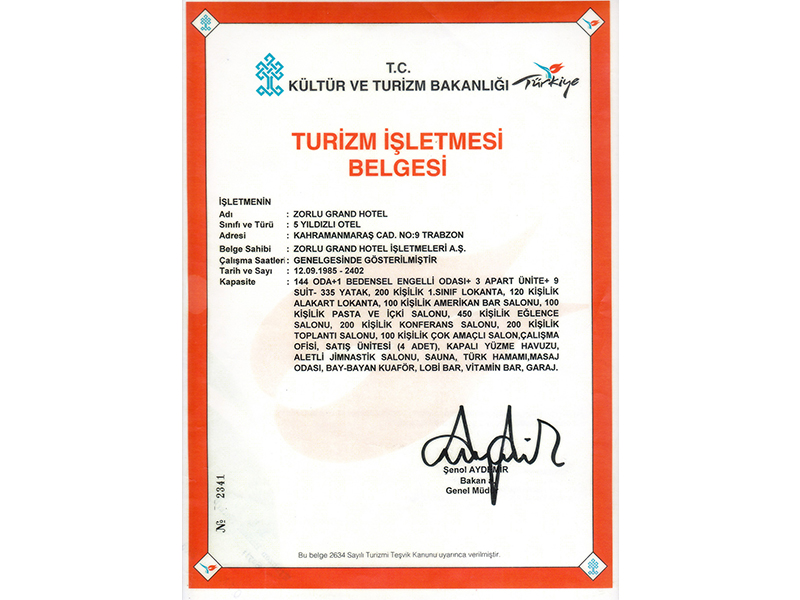 T.C.
KÜLTÜR VE TURİZM BAKANLIĞI
Türkiye
TURİZM İŞLETMESİ
BELGESİ
İŞLETMENİN
Adı : ZORLU GRAND HOTEL
Sınıfı ve Türü : 5 YILDIZLI OTEL
Adresi : KAHRAMANMARAŞ CAD. NO:9 TRABZON
Belge Sahibi : ZORLU GRAND HOTEL İŞLETMELERİ A.Ş.
Çalışma Saatleri : GENELGESİNDE GÖSTERİLMİŞTİR
Tarih ve Sayı : 12.09.1985 - 2402
Kapasite : 144 ODA+1 BEDENSEL ENGELLİ ODASI+ 3 APART ÜNİTE+ 9
SUİT- 335 YATAK, 200 KİŞİLİK 1.SINIF LOKANTA, 120 KİŞİLİK
ALAKART LOKANTA, 100 KİŞİLİK AMERİKAN BAR SALONU, 100
KİŞİLİK PASTA VE İÇKİ SALONU, 450 KİŞİLİK EĞLENCE
SALONU, 200 KİŞİLİK KONFERANS SALONU, 200 KİŞİLİK
TOPLANTI SALONU, 100 KİŞİLİK ÇOK AMAÇLI SALON,ÇALIŞMA
OFİSİ, SATIŞ ÜNİTESİ (4 ADET), KAPALI YÜZME HAVUZU,
ALETLİ JİMNASTİK SALONU, SAUNA, TÜRK HAMAMI,MASAJ
ODASI, BAY-BAYAN KUAFÖR, LOBİ BAR, VİTAMİN BAR, GARAJ.
Şenol AYDEMİR
Bakan a.
Genel Müdür
№ 2341
Bu belge 2634 Sayılı Turizmi Teşvik Kanunu uyarınca verilmiştir.